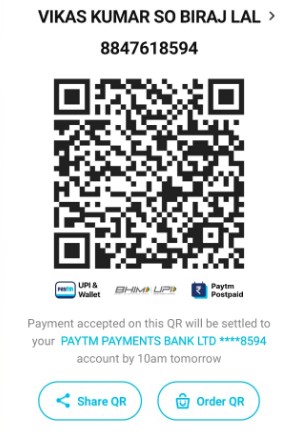 VIKAS KUMAR SO BIRAJ LAL
8847618594
paytm UPI & Wallet BHIM UPI Paytm Postpaid
Payment accepted on this QR will be settled to
your PAYTM PAYMENTS BANK LTD ****8594
account by 10am tomorrow
Share QR Order QR